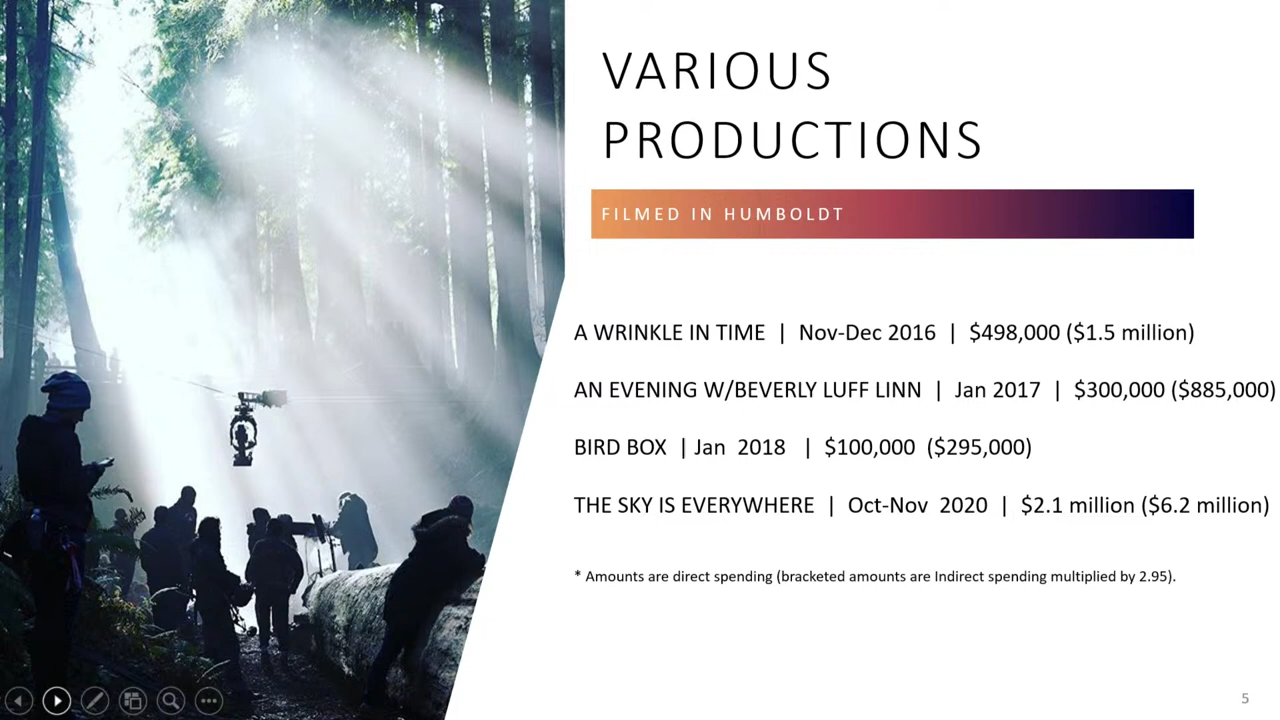 VARIOUS
PRODUCTIONS
FILMED IN HUMBOLDT
A WRINKLE IN TIME | Nov-Dec 2016 | $498,000 ($1.5 million)
AN EVENING W/BEVERLY LUFF LINN | Jan 2017 | $300,000 ($885,000)
BIRD BOX | Jan 2018 | $100,000 ($295,000)
THE SKY IS EVERYWHERE | Oct-Nov 2020 | $2.1 million ($6.2 million)
* Amounts are direct spending (bracketed amounts are Indirect spending multiplied by 2.95).
5